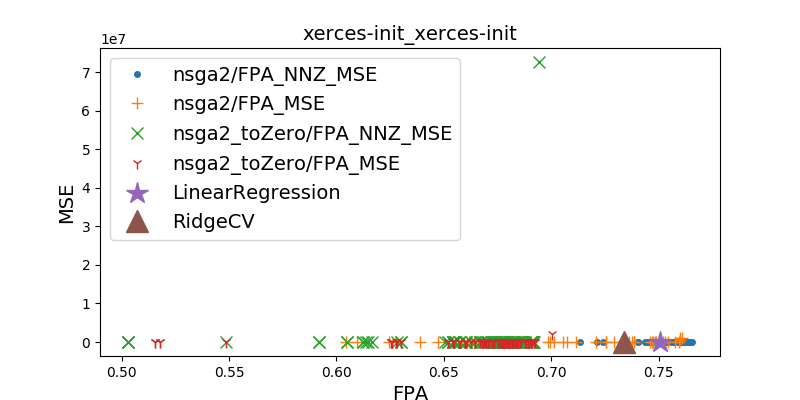 xerces-init_xerces-init
1e7
7
6
5
4
3
2
1
0
MSE
nsga2/FPA_NNZ_MSE
nsga2/FPA_MSE
nsga2_toZero/FPA_NNZ_MSE
nsga2_toZero/FPA_MSE
LinearRegression
RidgeCV
0.50 0.55 0.60 0.65 0.70 0.75
FPA